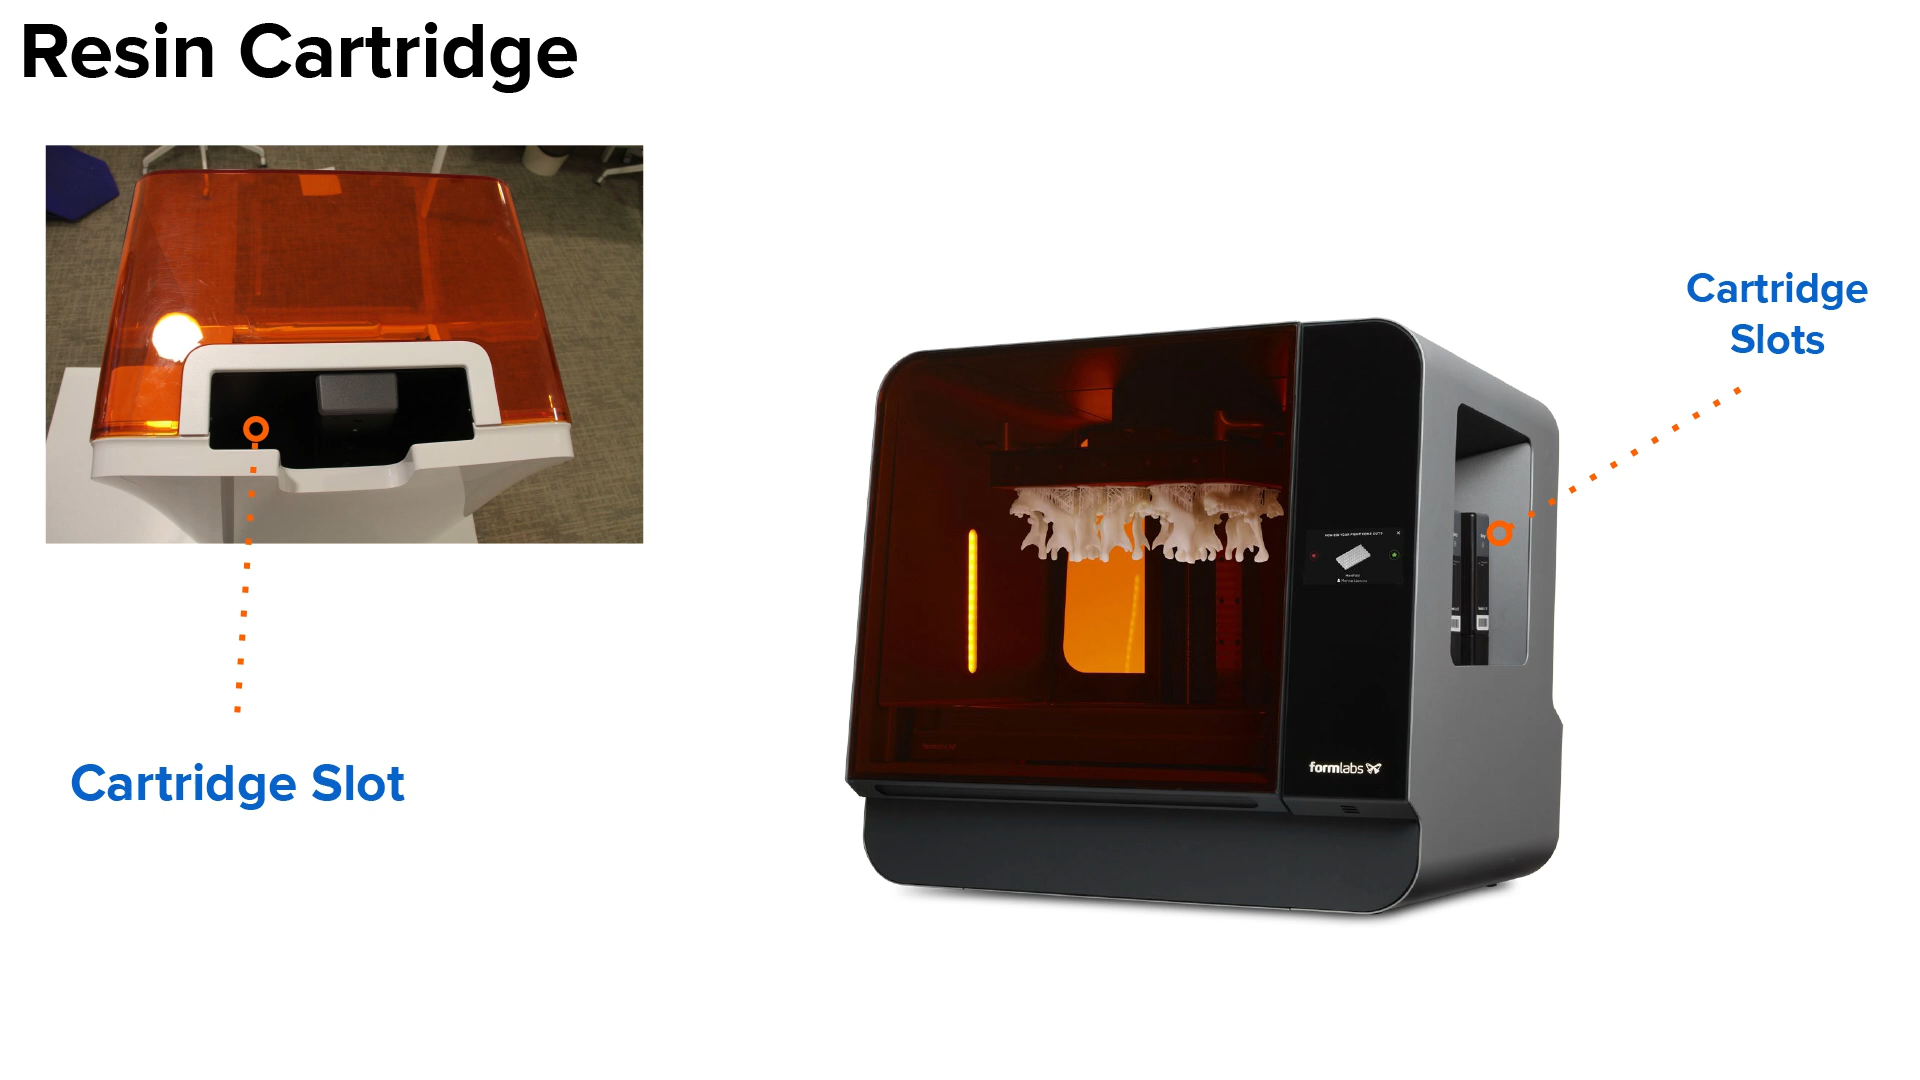 Resin Cartridge
Cartridge
Slots
Cartridge Slot
formlabs